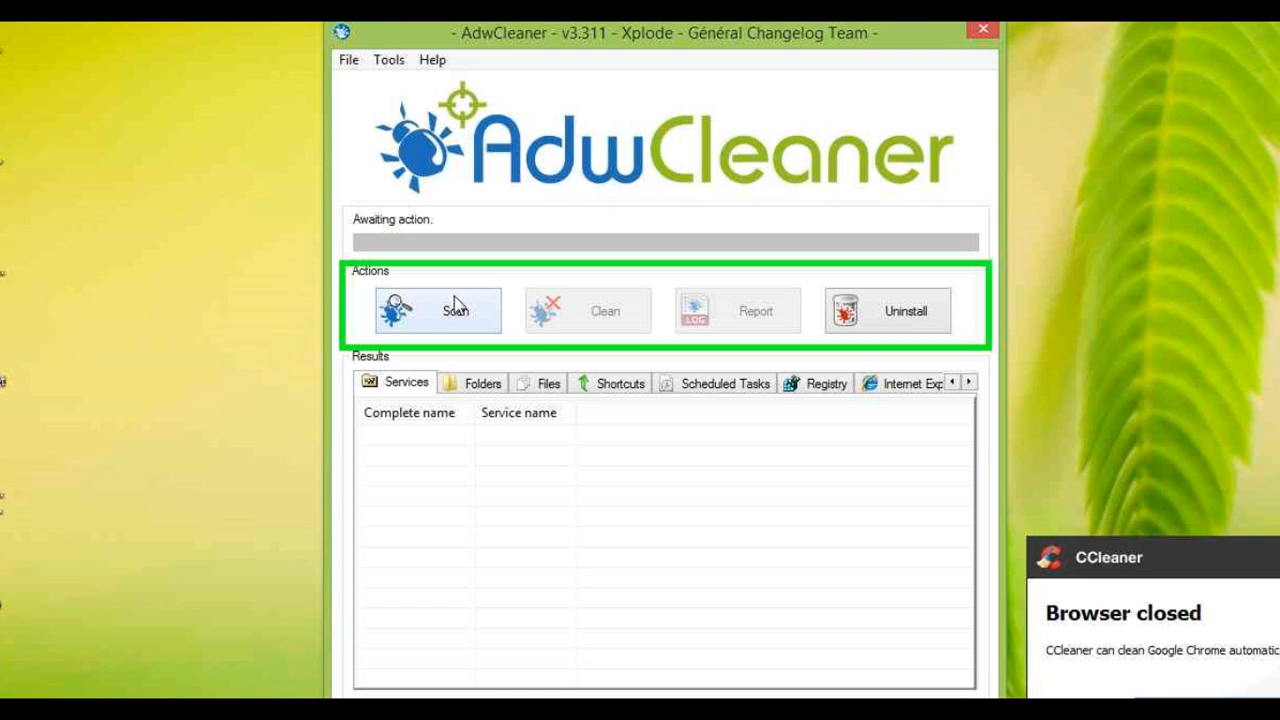 - AdwCleaner - v3.311 - Xplode - Général Changelog Team -
File Tools Help
AdwCleaner
Awaiting action.
Actions
Scan Clean Report Uninstall
LOG
Results
Services Folders Files Shortcuts Scheduled Tasks Registry Internet Exp
Complete name Service name
CCleaner
Browser closed
CCleaner can clean Google Chrome automatic